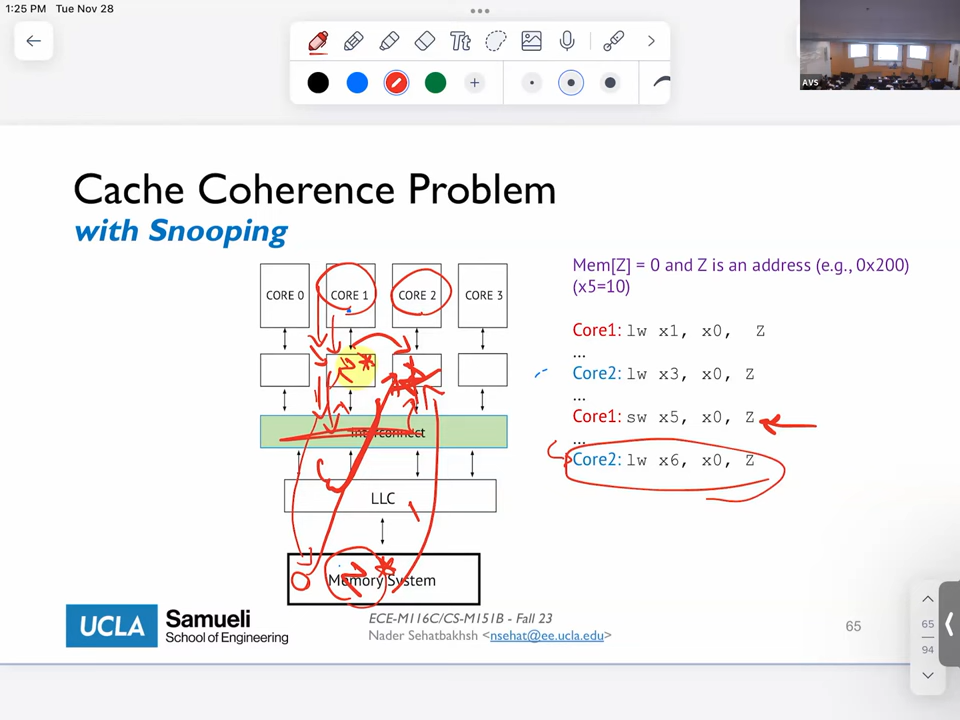 1:25 PM Tue Nov 28
Tt
AVS
Cache Coherence Problem
with Snooping
Mem[Z] = 0 and Z is an address (e.g., 0x200)
(x5=10)
CORE 0
CORE 1
CORE 2
CORE 3
Core1: lw x1, x0, Z
...
Core2: lw x3, x0, Z
...
Core1: sw x5, x0, Z
...
Core2: lw x6, x0, Z
Z*
Interconnect
LLC
Memory System
Z*
UCLA
Samueli
School of Engineering
ECE-M116C/CS-M151B - Fall 23
Nader Sehatbakhsh <nsehat@ee.ucla.edu>
65
65
94